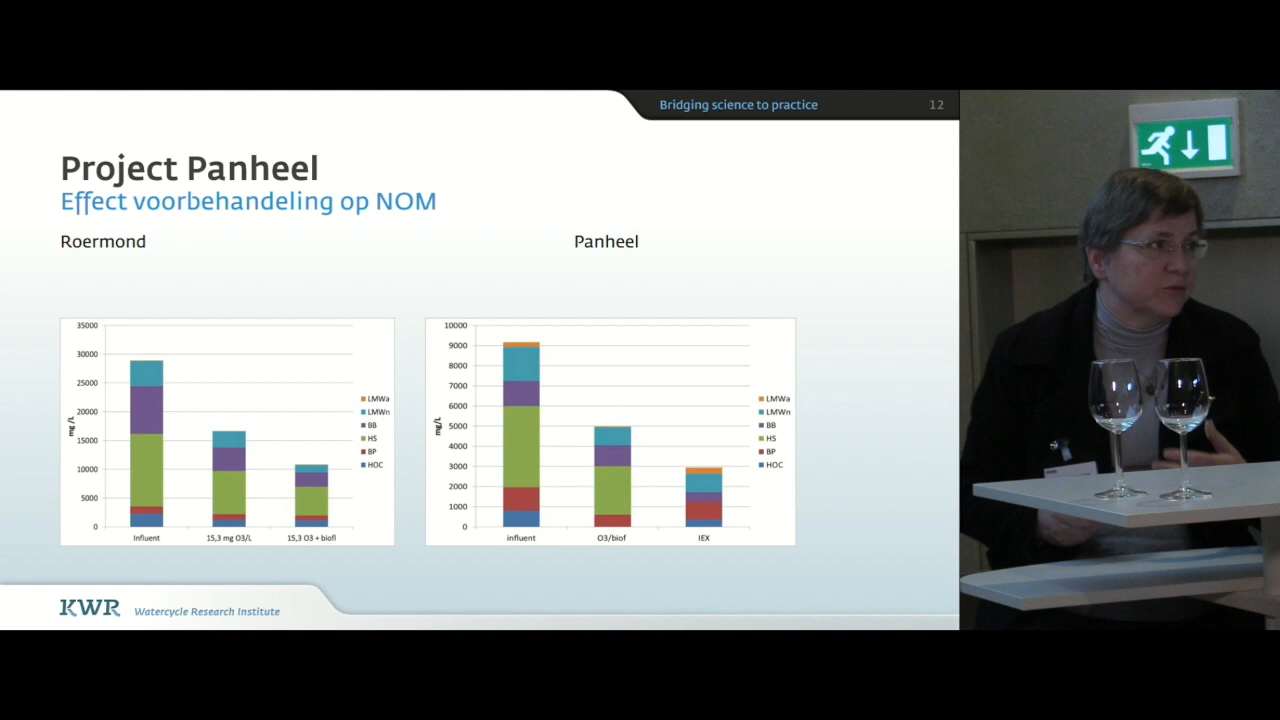 Bridging science to practice 12
Project Panheel
Effect voorbehandeling op NOM
Roermond
Panheel
35000
30000
25000
20000
15000
10000
5000
0
mg /L
Influent
15,3 mg O3/L
15,3 O3 + biofl
LMWa
LMWn
BB
HS
BP
HOC
10000
9000
8000
7000
6000
5000
4000
3000
2000
1000
0
mg/L
influent
O3/biof
IEX
LMWa
LMWn
BB
HS
BP
HOC
KWR Watercycle Research Institute